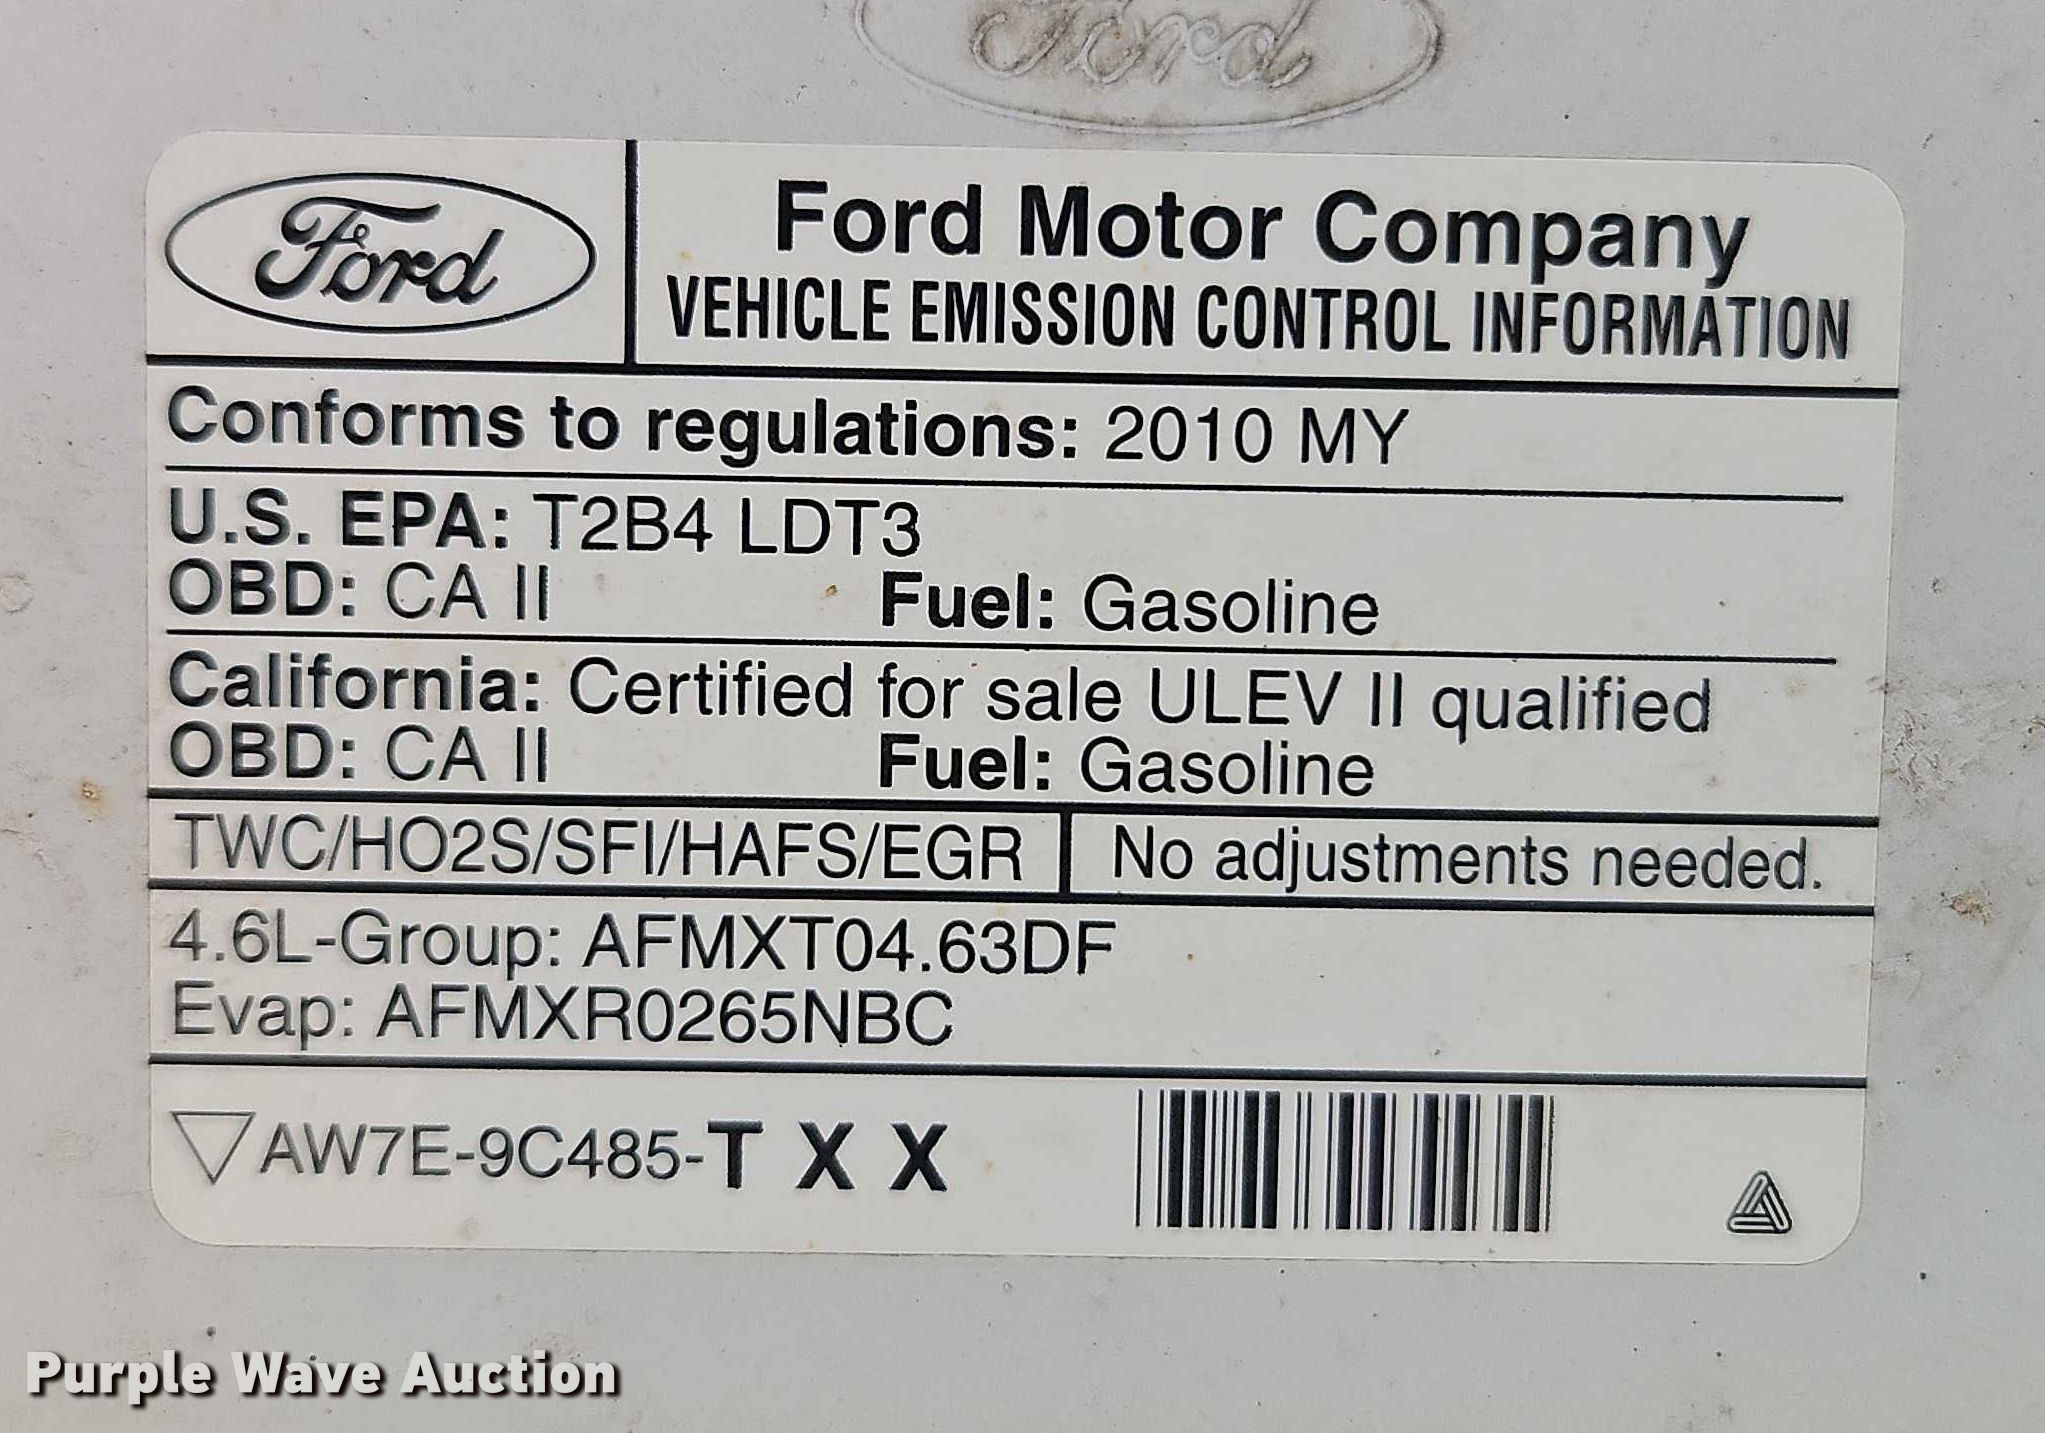 Ford
Ford
Ford Motor Company
VEHICLE EMISSION CONTROL INFORMATION
Conforms to regulations: 2010 MY
U.S. EPA: T2B4 LDT3
OBD: CA II Fuel: Gasoline
California: Certified for sale ULEV II qualified
OBD: CA II Fuel: Gasoline
TWC/HO2S/SFI/HAFS/EGR No adjustments needed.
4.6L-Group: AFMXT04.63DF
Evap: AFMXR0265NBC
AW7E-9C485-T X X
Purple Wave Auction